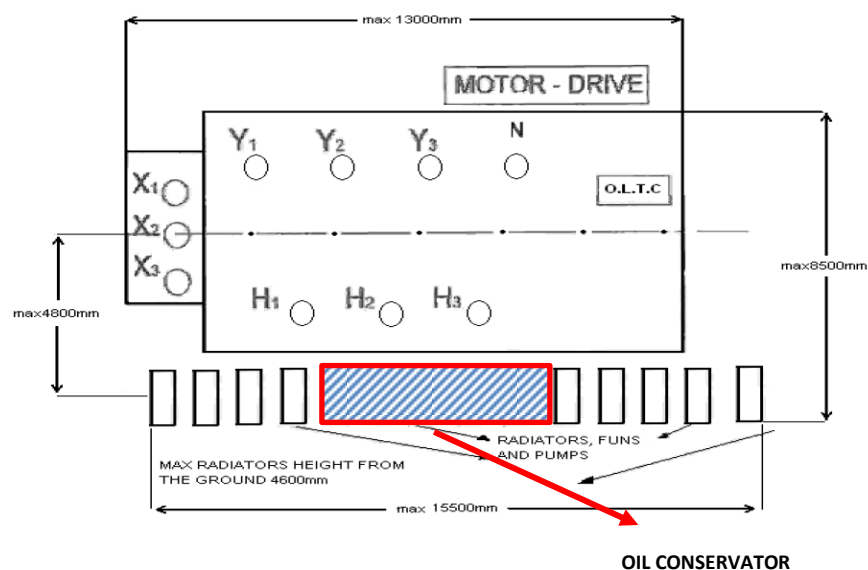 max 13000mm
MOTOR - DRIVE
Y1 Y2 Y3 N
X1
O.L.T.C
X2
X3
max4800mm
max8500mm
H1 H2 H3
RADIATORS, FUNS
AND PUMPS
MAX RADIATORS HEIGHT FROM
THE GROUND 4600mm
max 15500mm
OIL CONSERVATOR